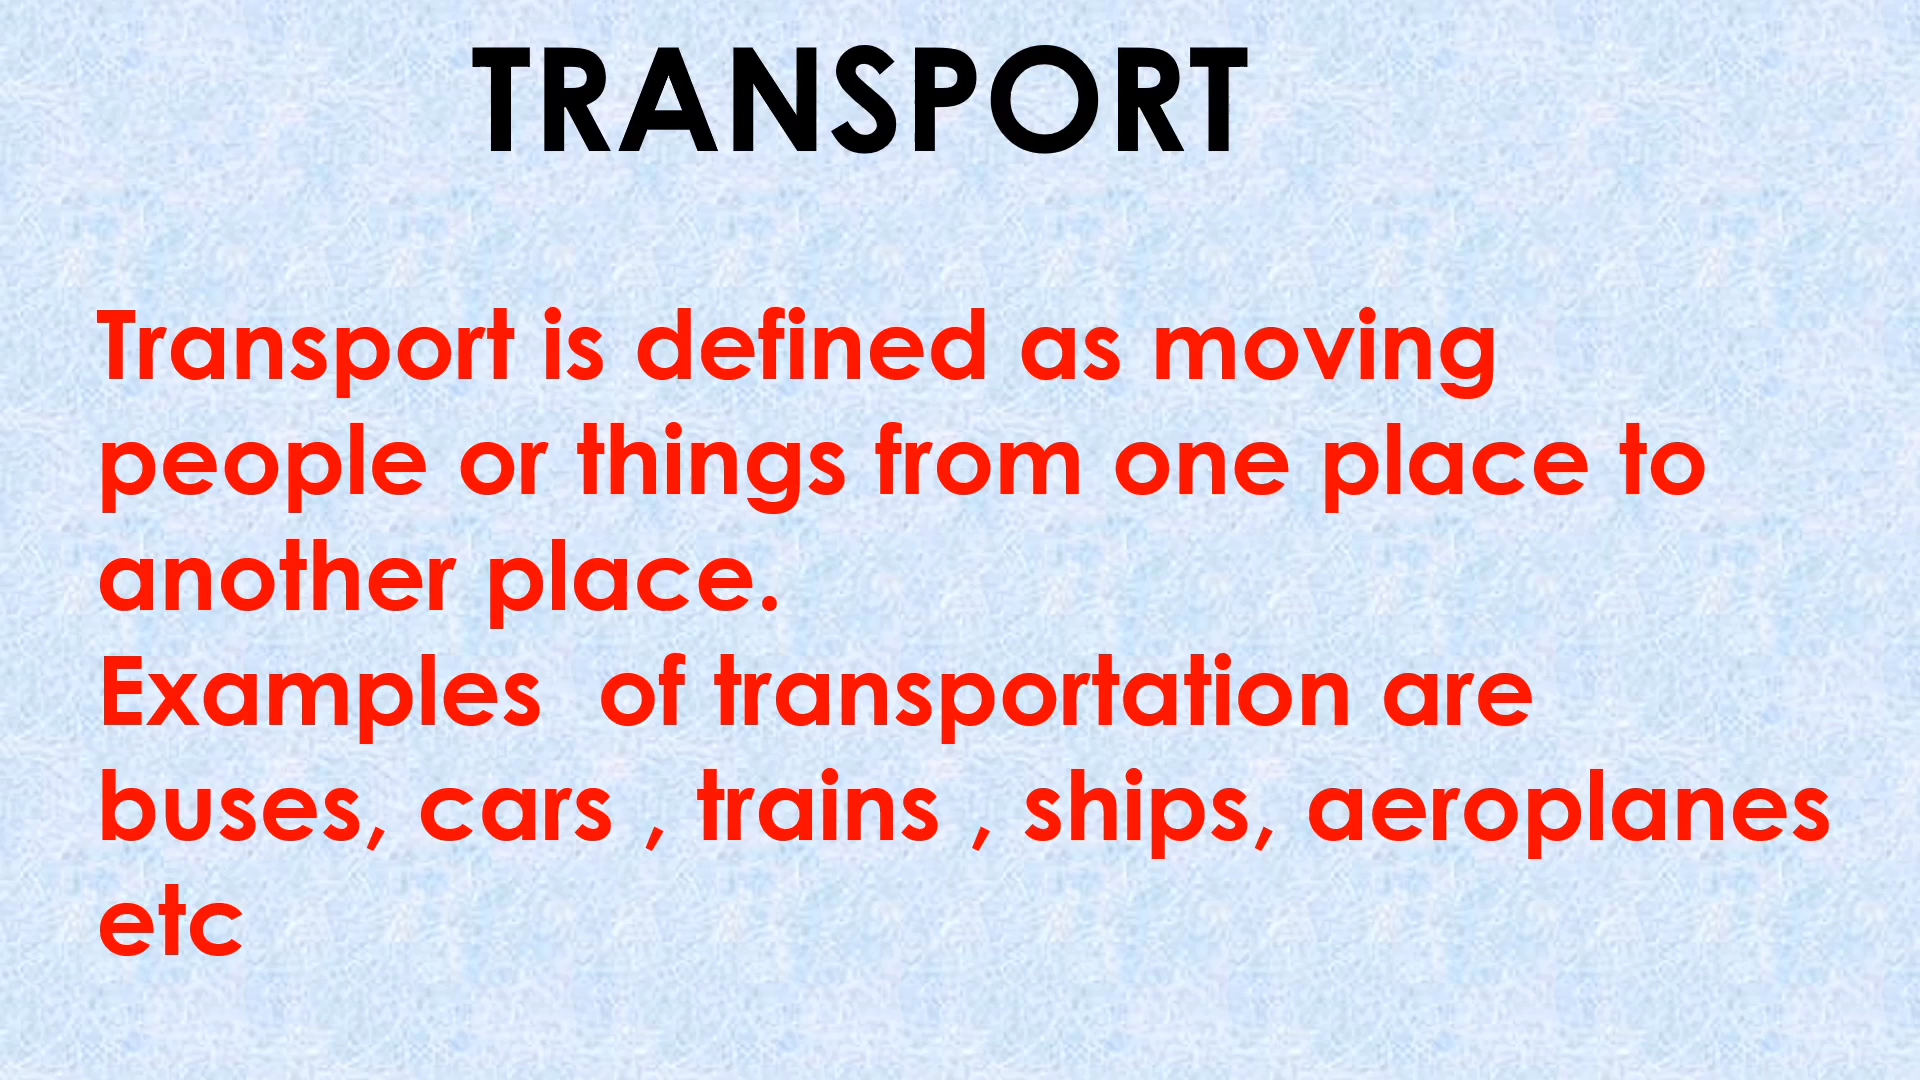 TRANSPORT
Transport is defined as moving
people or things from one place to
another place.
Examples  of transportation are
buses, cars , trains , ships, aeroplanes
etc